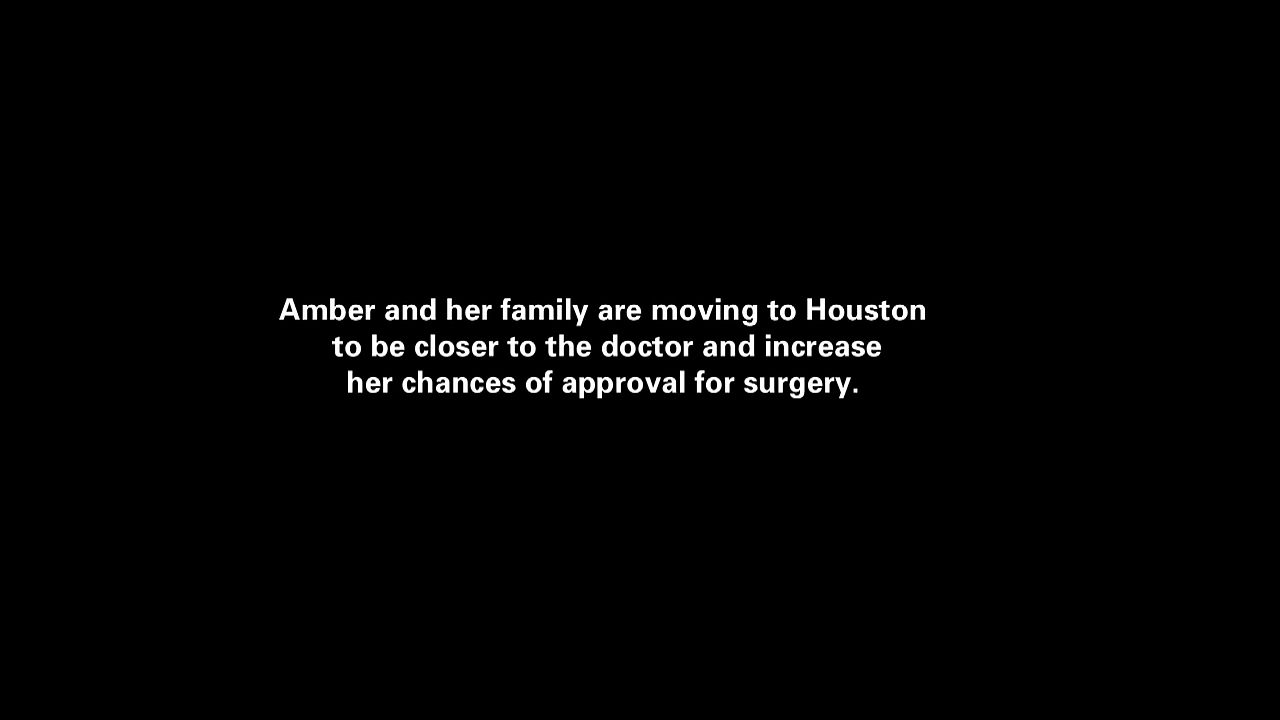 Amber and her family are moving to Houston
to be closer to the doctor and increase
her chances of approval for surgery.